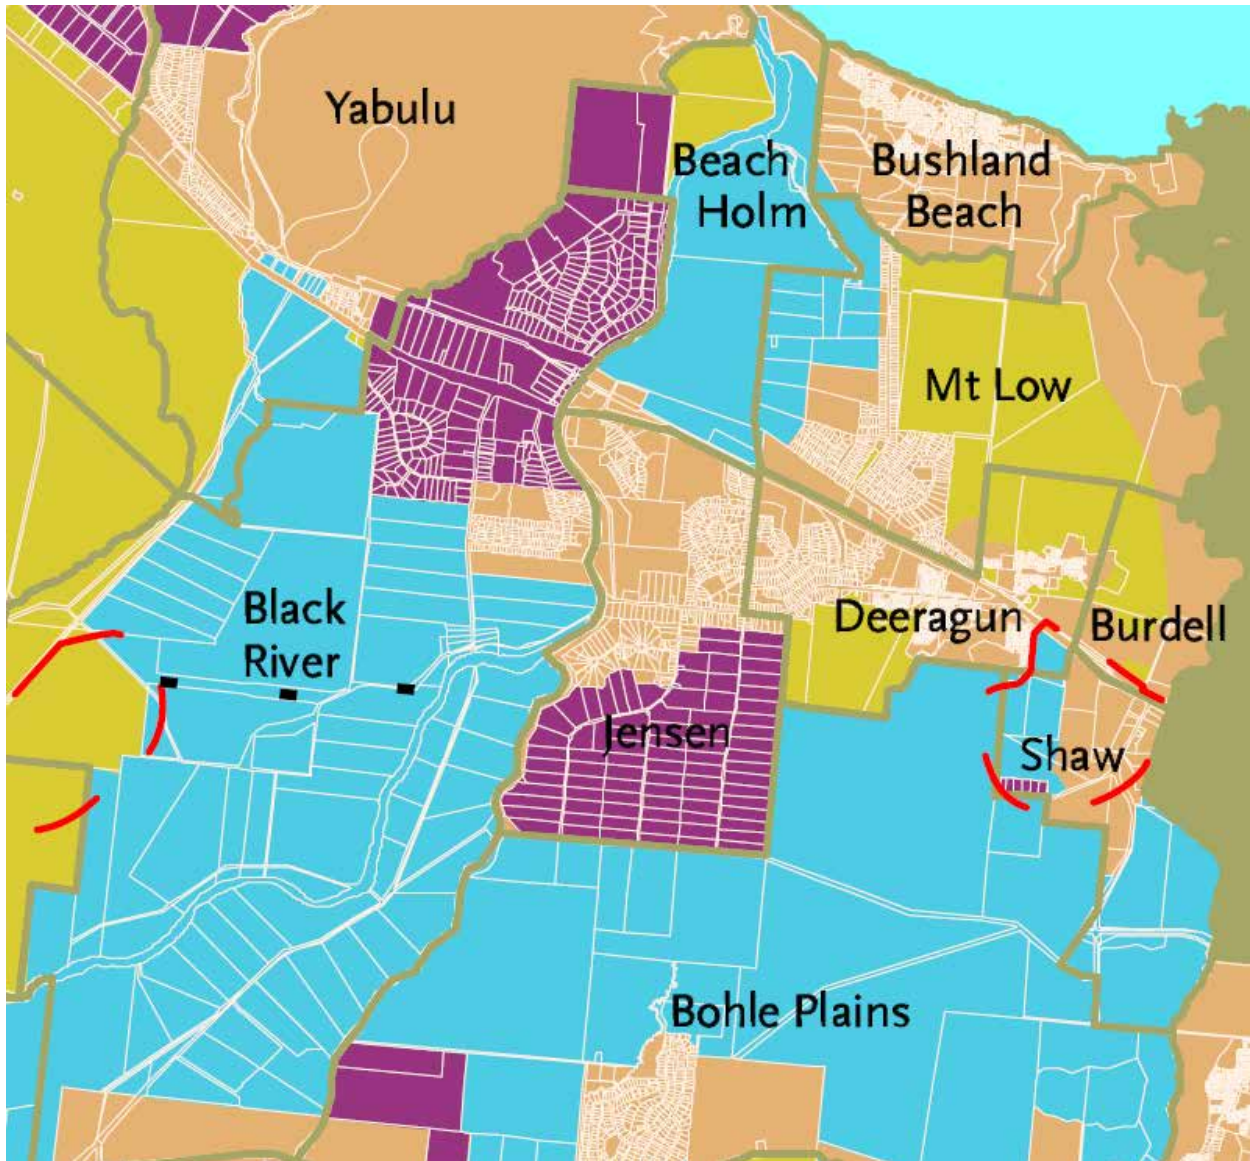 Yabulu
Beach
Holm
Bushland
Beach
Mt Low
Black
River
Deeragun
Burdell
Jensen
Shaw
Bohle Plains